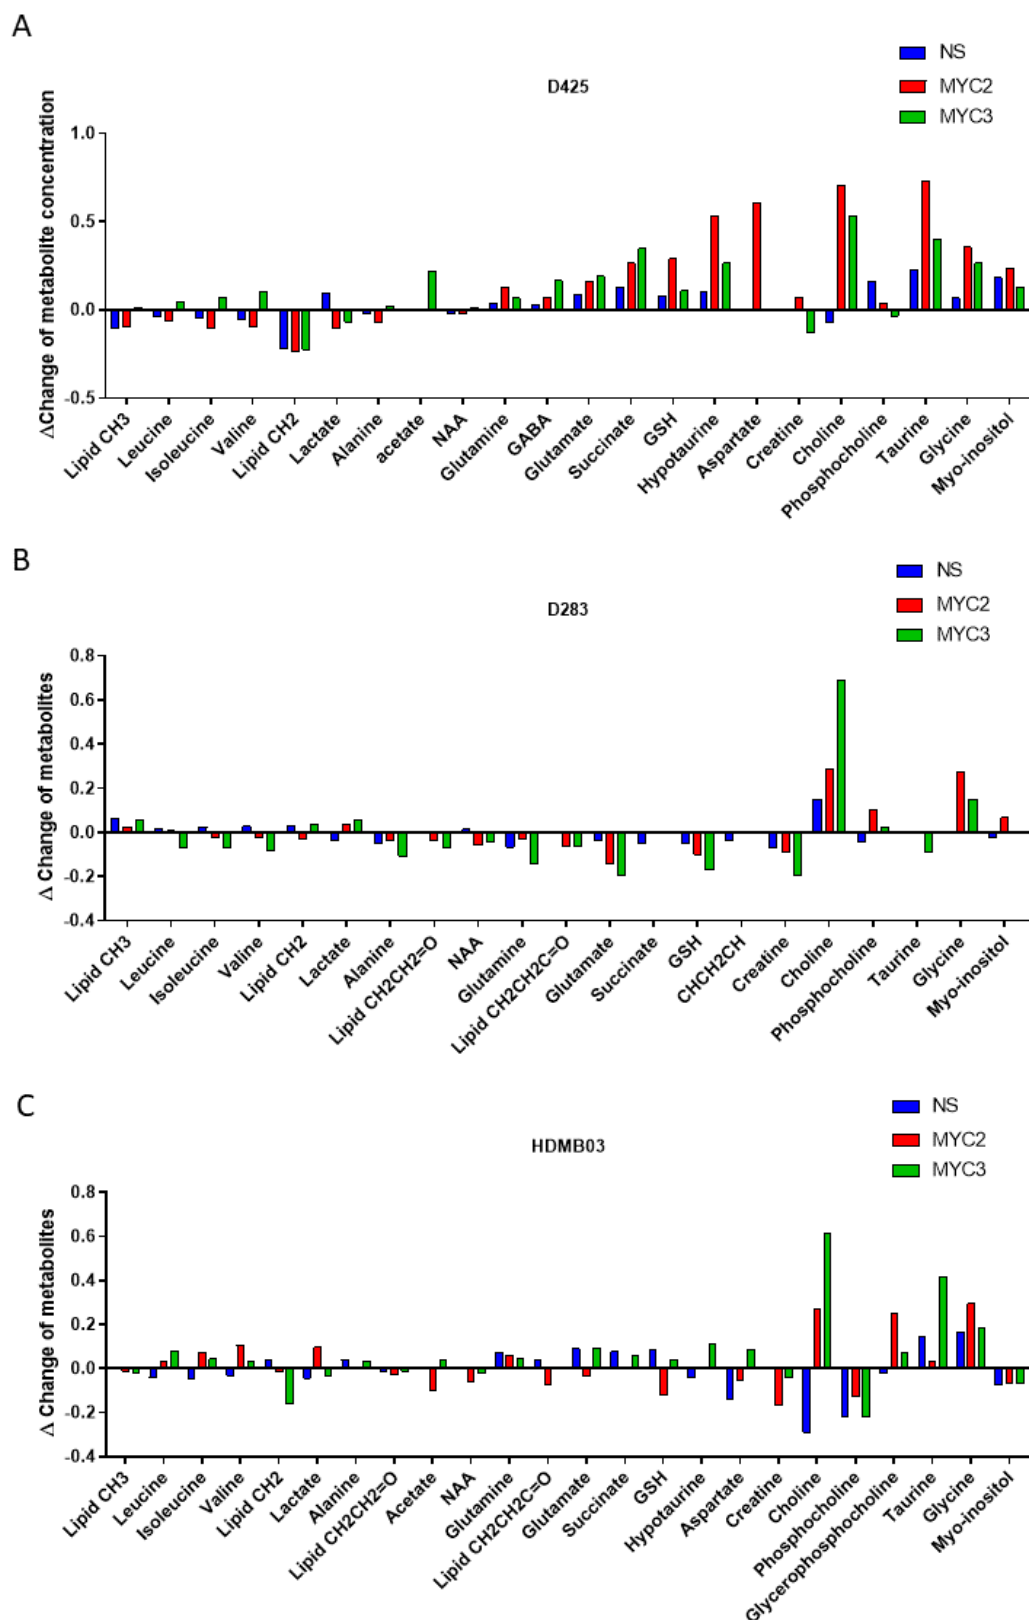 A
NS
D425
MYC2
MYC3
ΔChange of metabolite concentration
1.0
0.5
0.0
-0.5
Lipid CH3
Leucine
Isoleucine
Valine
Lipid CH2
Lactate
Alanine
acetate
NAA
Glutamine
GABA
Glutamate
Succinate
GSH
Hypotaurine
Aspartate
Creatine
Choline
Phosphocholine
Taurine
Glycine
Myo-inositol
B
NS
D283
MYC2
MYC3
Δ Change of metabolites
0.8
0.6
0.4
0.2
0.0
-0.2
-0.4
Lipid CH3
Leucine
Isoleucine
Valine
Lipid CH2
Lactate
Alanine
Lipid CH2CH2=O
NAA
Glutamine
Lipid CH2CH2C=O
Glutamate
Succinate
GSH
CHCH2CH
Creatine
Choline
Phosphocholine
Taurine
Glycine
Myo-inositol
C
NS
HDMB03
MYC2
MYC3
Δ Change of metabolites
0.8
0.6
0.4
0.2
0.0
-0.2
-0.4
Lipid CH3
Leucine
Isoleucine
Valine
Lipid CH2
Lactate
Alanine
Lipid CH2CH2=O
Acetate
NAA
Glutamine
Lipid CH2CH2C=O
Glutamate
Succinate
GSH
Hypotaurine
Aspartate
Creatine
Choline
Phosphocholine
Glycerophosphocholine
Taurine
Glycine
Myo-inositol